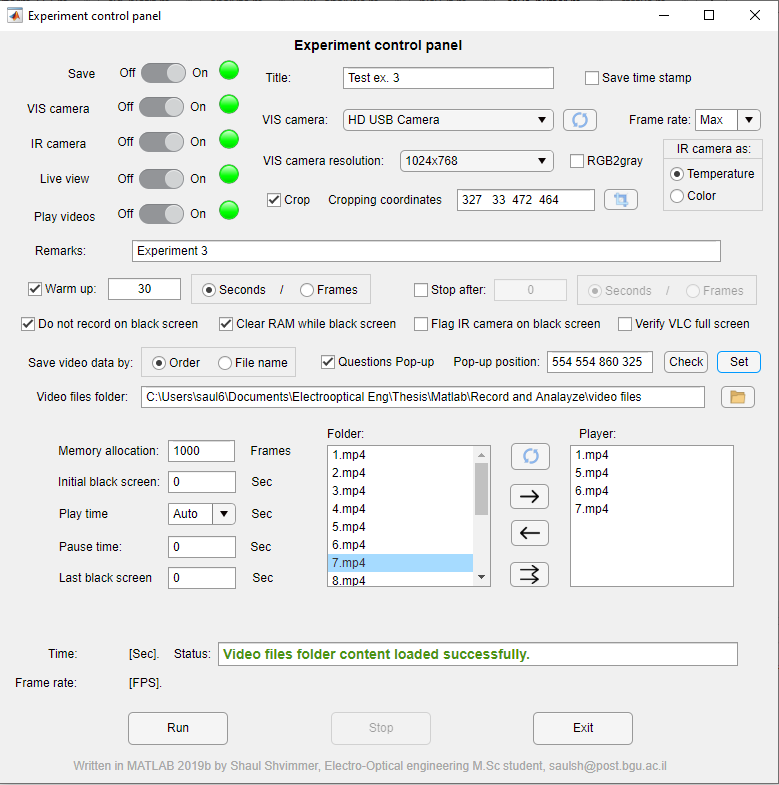 Experiment control panel
Experiment control panel
Save Off On
Title: Test ex. 3 Save time stamp
VIS camera Off On
VIS camera: HD USB Camera Frame rate: Max
IR camera Off On
IR camera as:
VIS camera resolution: 1024x768 RGB2gray
Temperature
Live view Off On
Color
Crop Cropping coordinates 327 33 472 464
Play videos Off On
Remarks: Experiment 3
Warm up: 30 Seconds / Frames Stop after: 0 Seconds / Frames
Do not record on black screen Clear RAM while black screen Flag IR camera on black screen Verify VLC full screen
Save video data by: Order File name Questions Pop-up Pop-up position: 554 554 860 325 Check Set
Video files folder: C:\Users\saul6\Documents\Electrooptical Eng\Thesis\Matlab\Record and Analayze\video files
Folder: Player:
Memory allocation: 1000 Frames
Initial black screen: 0 Sec
Play time Auto Sec
Pause time: 0 Sec
Last black screen 0 Sec
1.mp4
2.mp4
3.mp4
4.mp4
5.mp4
6.mp4
7.mp4
8.mp4
1.mp4
5.mp4
6.mp4
7.mp4
Time: [Sec]. Status: Video files folder content loaded successfully.
Frame rate: [FPS].
Run Stop Exit
Written in MATLAB 2019b by Shaul Shvimmer, Electro-Optical engineering M.Sc student, saulsh@post.bgu.ac.il